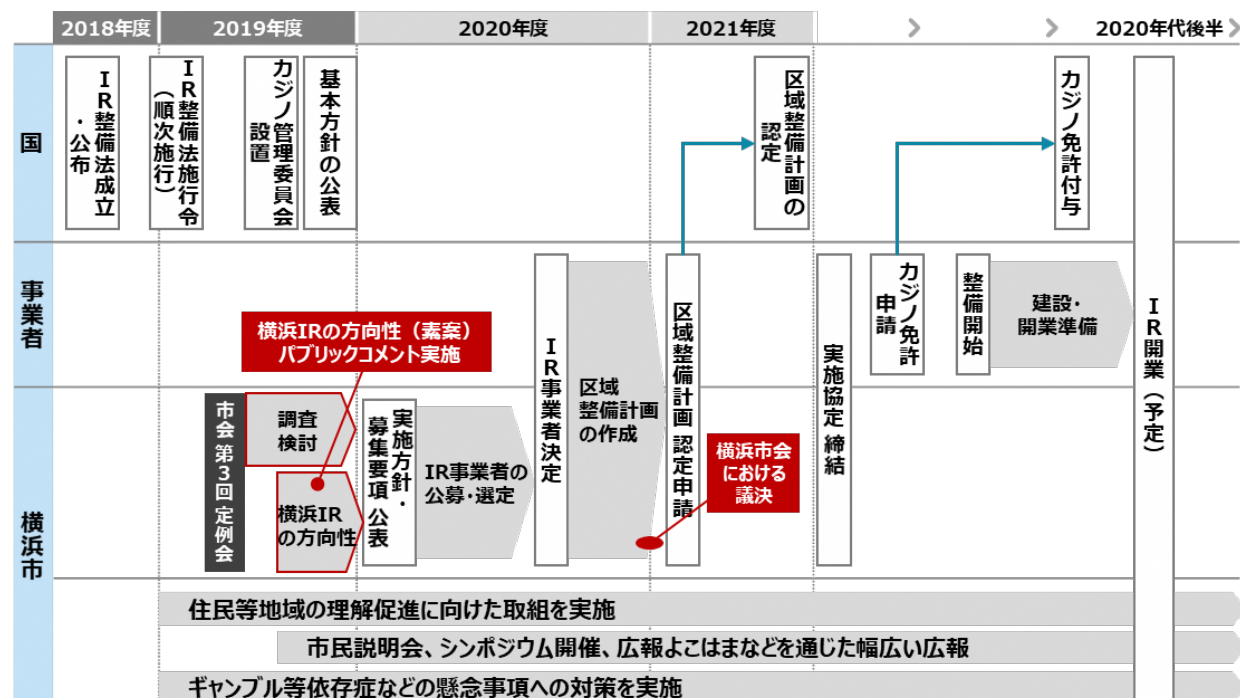 2018年度
2019年度
2020年度
2021年度
2020年代後半
国
ＩＲ整備法成立
・公布
ＩＲ整備法施行令
（順次施行）
カジノ管理委員会
設置
基本方針の公表
区域整備計画の
認定
カジノ免許付与
事業者
横浜IRの方向性（素案）
パブリックコメント実施
ＩＲ事業者決定
区域
整備計画
の作成
区域整備計画 認定申請
実施協定 締結
カジノ免許
申請
整備開始
建設・
開業準備
ＩＲ開業（予定）
横浜市
市会 第3回 定例会
調査
検討
横浜IR
の方向性
実施方針・
募集要項 公表
IR事業者の
公募・選定
横浜市会
における
議決
住民等地域の理解促進に向けた取組を実施
市民説明会、シンポジウム開催、広報よこはまなどを通じた幅広い広報
ギャンブル等依存症などの懸念事項への対策を実施